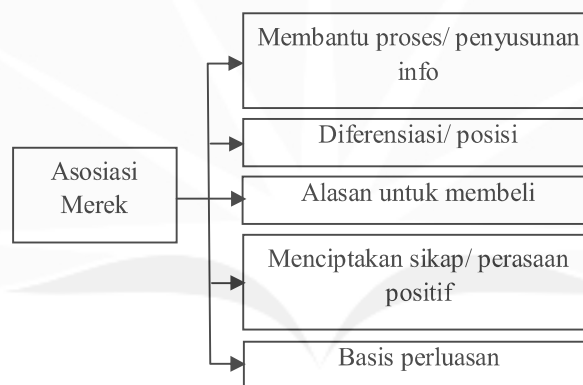 Membantu proses/ penyusunan
info
Diferensiasi/ posisi
Asosiasi
Merek
Alasan untuk membeli
Menciptakan sikap/ perasaan
positif
Basis perluasan